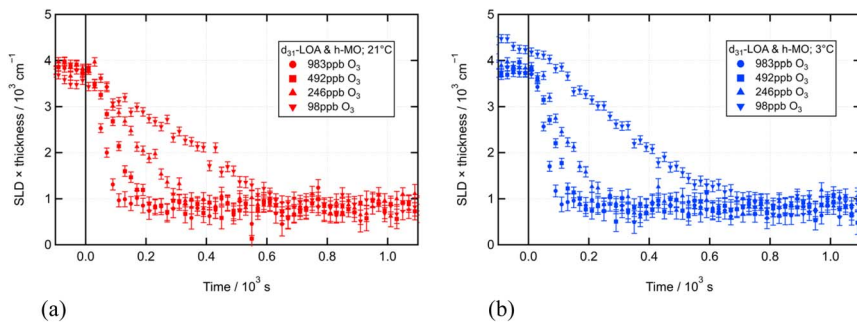 5
4
3
2
1
0
SLD × thickness / 10³ cm⁻¹
d₃₁-LOA & h-MO; 21°C
983ppb O₃
492ppb O₃
246ppb O₃
98ppb O₃
0.0 0.2 0.4 0.6 0.8 1.0
Time / 10³ s
(a)
5
4
3
2
1
0
SLD × thickness / 10³ cm⁻¹
d₃₁-LOA & h-MO; 3°C
983ppb O₃
492ppb O₃
246ppb O₃
98ppb O₃
0.0 0.2 0.4 0.6 0.8 1.0
Time / 10³ s
(b)